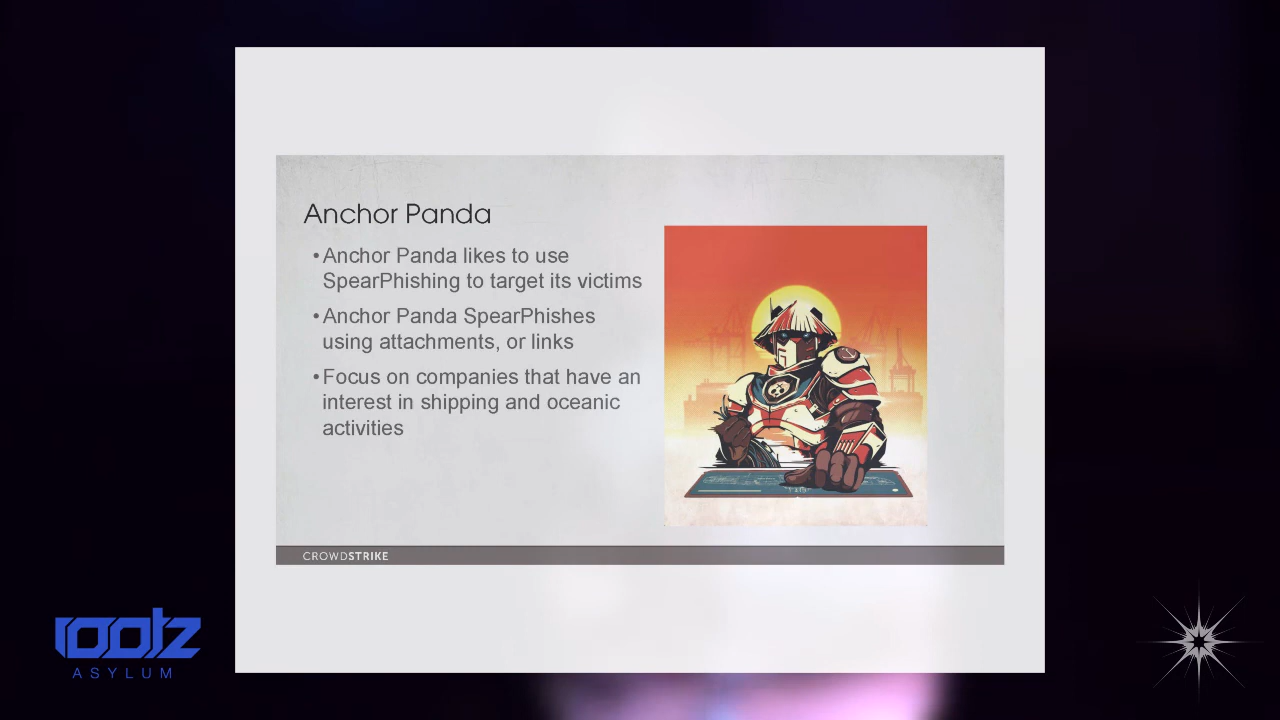 Anchor Panda
•Anchor Panda likes to use
SpearPhishing to target its victims
•Anchor Panda SpearPhishes
using attachments, or links
•Focus on companies that have an
interest in shipping and oceanic
activities
CROWDSTRIKE
rootz
ASYLUM